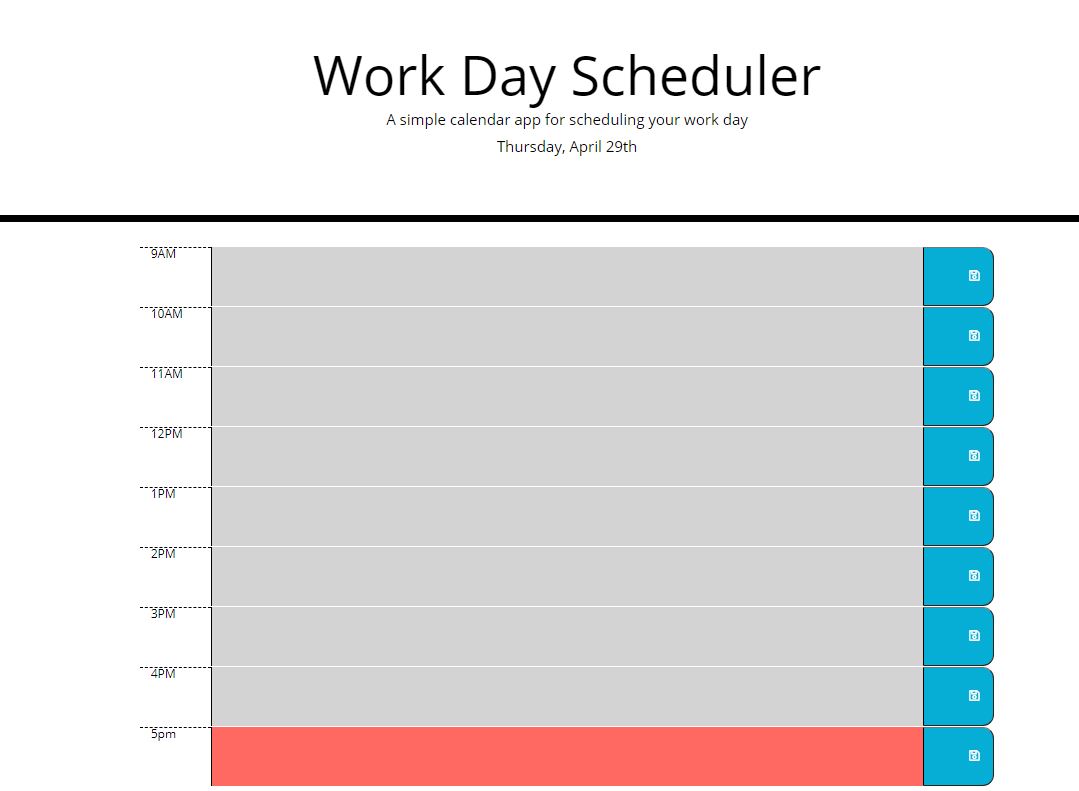 Work Day Scheduler
A simple calendar app for scheduling your work day
Thursday, April 29th
9AM
10AM
11AM
12PM
1PM
2PM
3PM
4PM
5pm